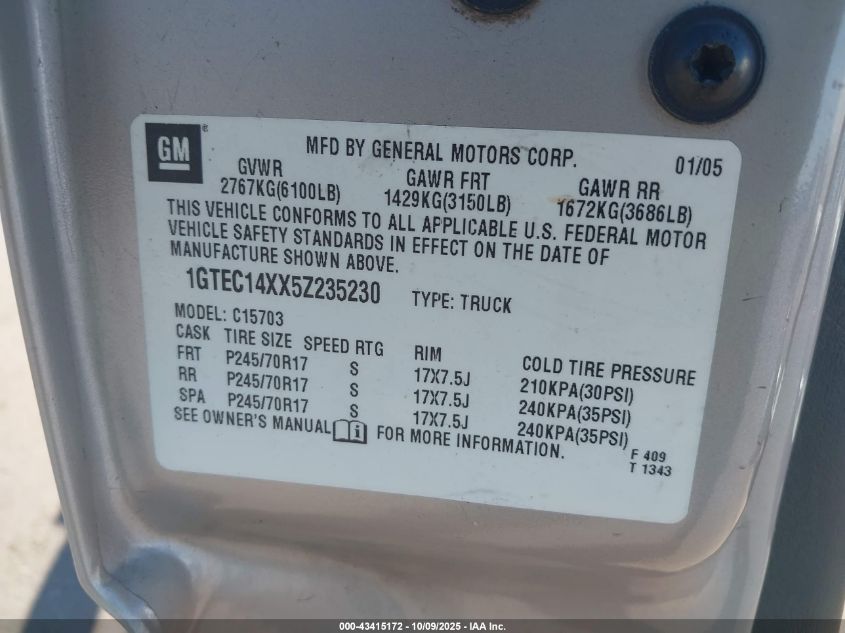 GM ®
MFD BY GENERAL MOTORS CORP. 01/05
GVWR GAWR FRT GAWR RR
2767KG(6100LB) 1429KG(3150LB) 1672KG(3686LB)
THIS VEHICLE CONFORMS TO ALL APPLICABLE U.S. FEDERAL MOTOR
VEHICLE SAFETY STANDARDS IN EFFECT ON THE DATE OF
MANUFACTURE SHOWN ABOVE.
1GTEC14XX5Z235230 TYPE: TRUCK
MODEL: C15703
CASK TIRE SIZE SPEED RTG RIM COLD TIRE PRESSURE
FRT P245/70R17 S 17X7.5J 210KPA(30PSI)
RR P245/70R17 S 17X7.5J 240KPA(35PSI)
SPA P245/70R17 S 17X7.5J 240KPA(35PSI)
SEE OWNER'S MANUAL i FOR MORE INFORMATION.
F 409
T 1343
000-43415172 - 10/09/2025 - IAA Inc.